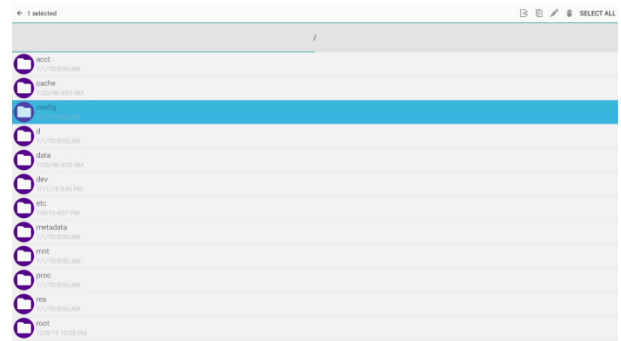 ← 1 selected
SELECT ALL
/
acct
1/1/70 8:00 AM
cache
1/30/96 4:01 AM
config
d
1/1/70 8:00 AM
data
1/30/96 4:02 AM
dev
1/11/16 3:45 PM
etc
1/8/16 4:07 PM
metadata
1/1/70 8:00 AM
mnt
1/1/70 8:00 AM
proc
1/1/70 8:00 AM
res
1/1/70 8:00 AM
root
12/9/15 10:20 PM